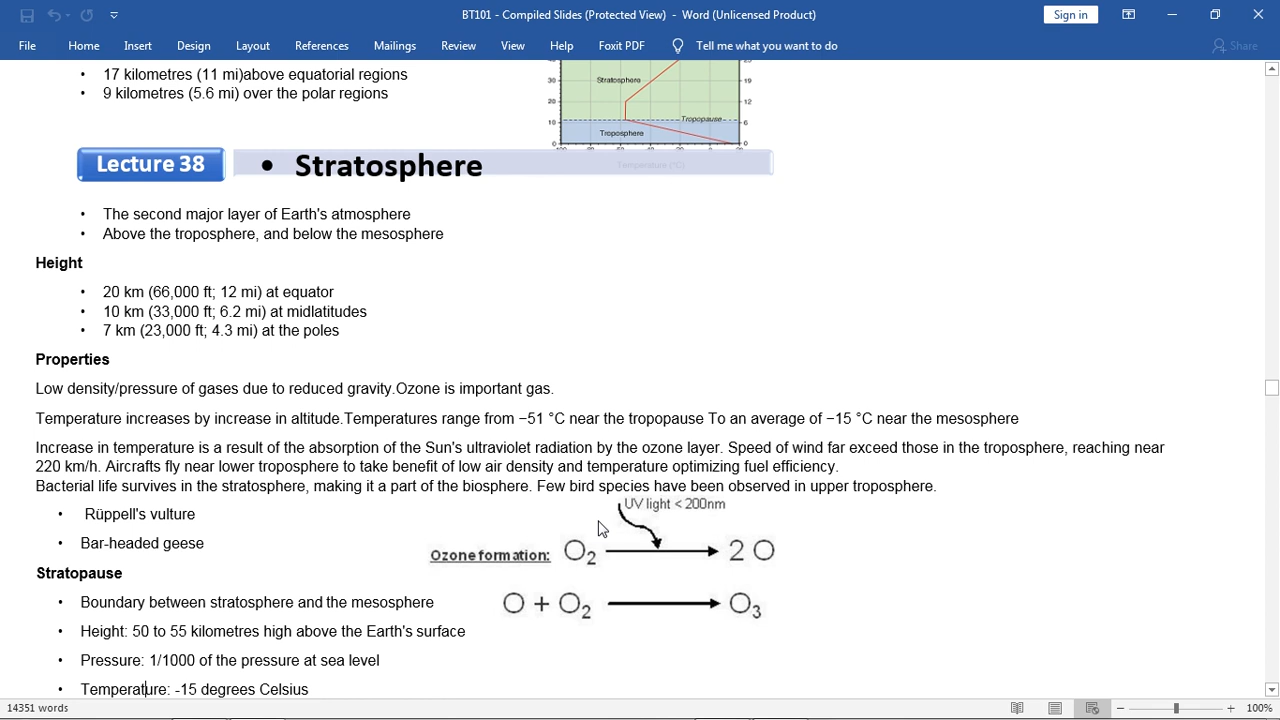 BT101 - Compiled Slides (Protected View) - Word (Unlicensed Product)
Sign in
File Home Insert Design Layout References Mailings Review View Help Foxit PDF Tell me what you want to do Share
• 17 kilometres (11 mi)above equatorial regions
• 9 kilometres (5.6 mi) over the polar regions
Stratosphere
30 19
20 12
Tropopause
10 6
Troposphere
0 0
Temperature (°C)
Lecture 38 • Stratosphere
• The second major layer of Earth's atmosphere
• Above the troposphere, and below the mesosphere
Height
• 20 km (66,000 ft; 12 mi) at equator
• 10 km (33,000 ft; 6.2 mi) at midlatitudes
• 7 km (23,000 ft; 4.3 mi) at the poles
Properties
Low density/pressure of gases due to reduced gravity.Ozone is important gas.
Temperature increases by increase in altitude.Temperatures range from −51 °C near the tropopause To an average of −15 °C near the mesosphere
Increase in temperature is a result of the absorption of the Sun's ultraviolet radiation by the ozone layer. Speed of wind far exceed those in the troposphere, reaching near
220 km/h. Aircrafts fly near lower troposphere to take benefit of low air density and temperature optimizing fuel efficiency.
Bacterial life survives in the stratosphere, making it a part of the biosphere. Few bird species have been observed in upper troposphere.
• Rüppell's vulture
• Bar-headed geese
UV light < 200nm
Ozone formation: O2 2 O
O + O2 O3
Stratopause
• Boundary between stratosphere and the mesosphere
• Height: 50 to 55 kilometres high above the Earth's surface
• Pressure: 1/1000 of the pressure at sea level
• Temperature: -15 degrees Celsius
14351 words
100%